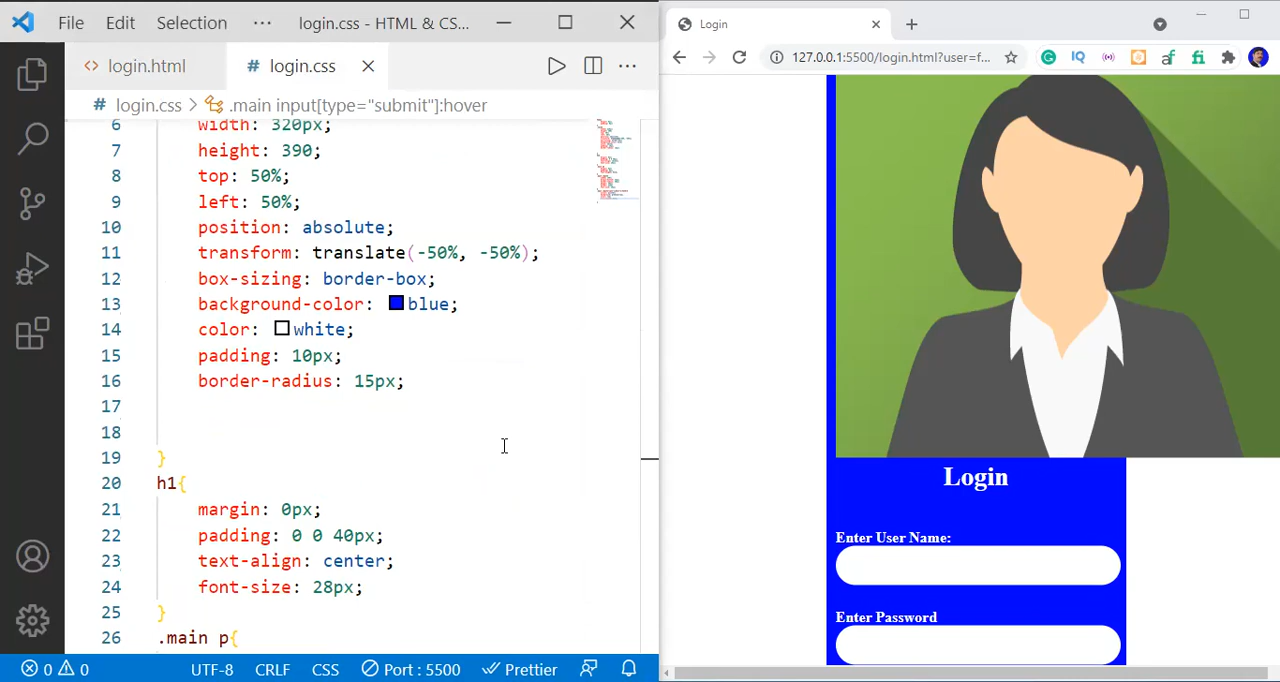 File Edit Selection ··· login.css - HTML & CS...
login.html
# login.css
# login.css > .main input[type="submit"]:hover
6 width: 320px;
7 height: 390;
8 top: 50%;
9 left: 50%;
10 position: absolute;
11 transform: translate(-50%, -50%);
12 box-sizing: border-box;
13 background-color: blue;
14 color: white;
15 padding: 10px;
16 border-radius: 15px;
17
18
19 }
20 h1{
21 margin: 0px;
22 padding: 0 0 40px;
23 text-align: center;
24 font-size: 28px;
25 }
26 .main p{
0 0 UTF-8 CRLF CSS Port : 5500 Prettier
Login
127.0.0.1:5500/login.html?user=f...
IQ
af
fi
Login
Enter User Name:
Enter Password